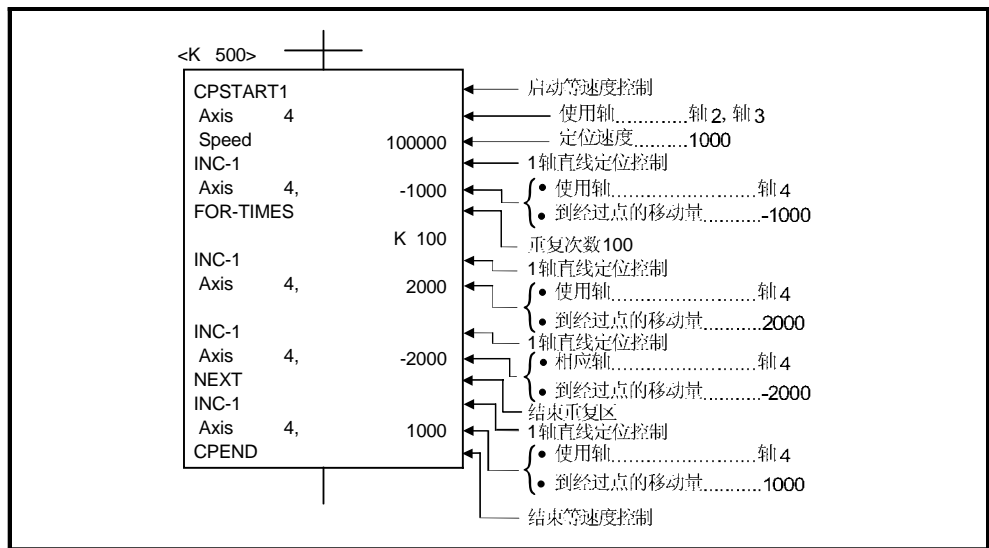 <K 500>
CPSTART1 启动等速度控制
Axis 4 使用轴.............轴 2, 轴 3
Speed 100000 定位速度..........1000
INC-1 1轴直线定位控制
Axis 4, -1000 • 使用轴..............................轴 4
• 到经过点的移动量...........-1000
FOR-TIMES
K 100 重复次数100
INC-1 1轴直线定位控制
Axis 4, 2000 • 使用轴..............................轴 4
• 到经过点的移动量...........2000
INC-1 1轴直线定位控制
Axis 4, -2000 • 相应轴..............................轴 4
• 到经过点的移动量...........-2000
NEXT 结束重复区
INC-1 1轴直线定位控制
Axis 4, 1000 • 使用轴..............................轴 4
• 到经过点的移动量...........1000
CPEND 结束等速度控制